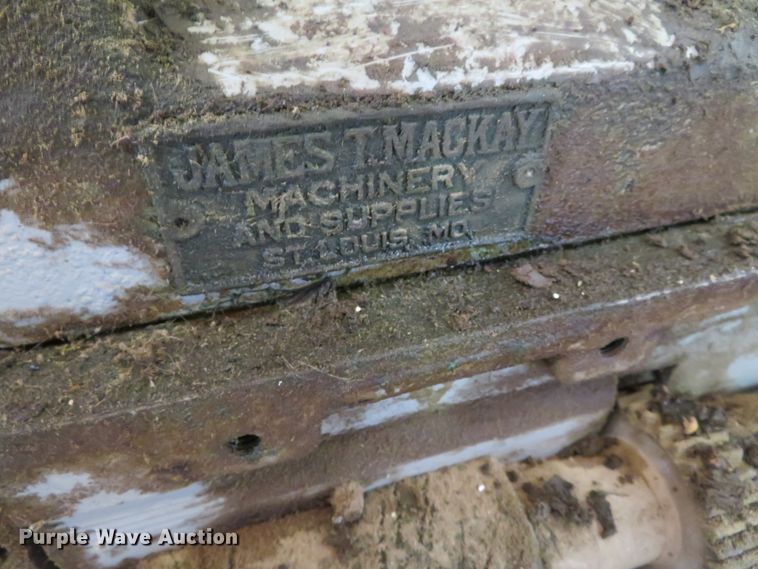 JAMES T. MACKAY
MACHINERY
AND SUPPLIES
ST. LOUIS, MO.
Purple Wave Auction